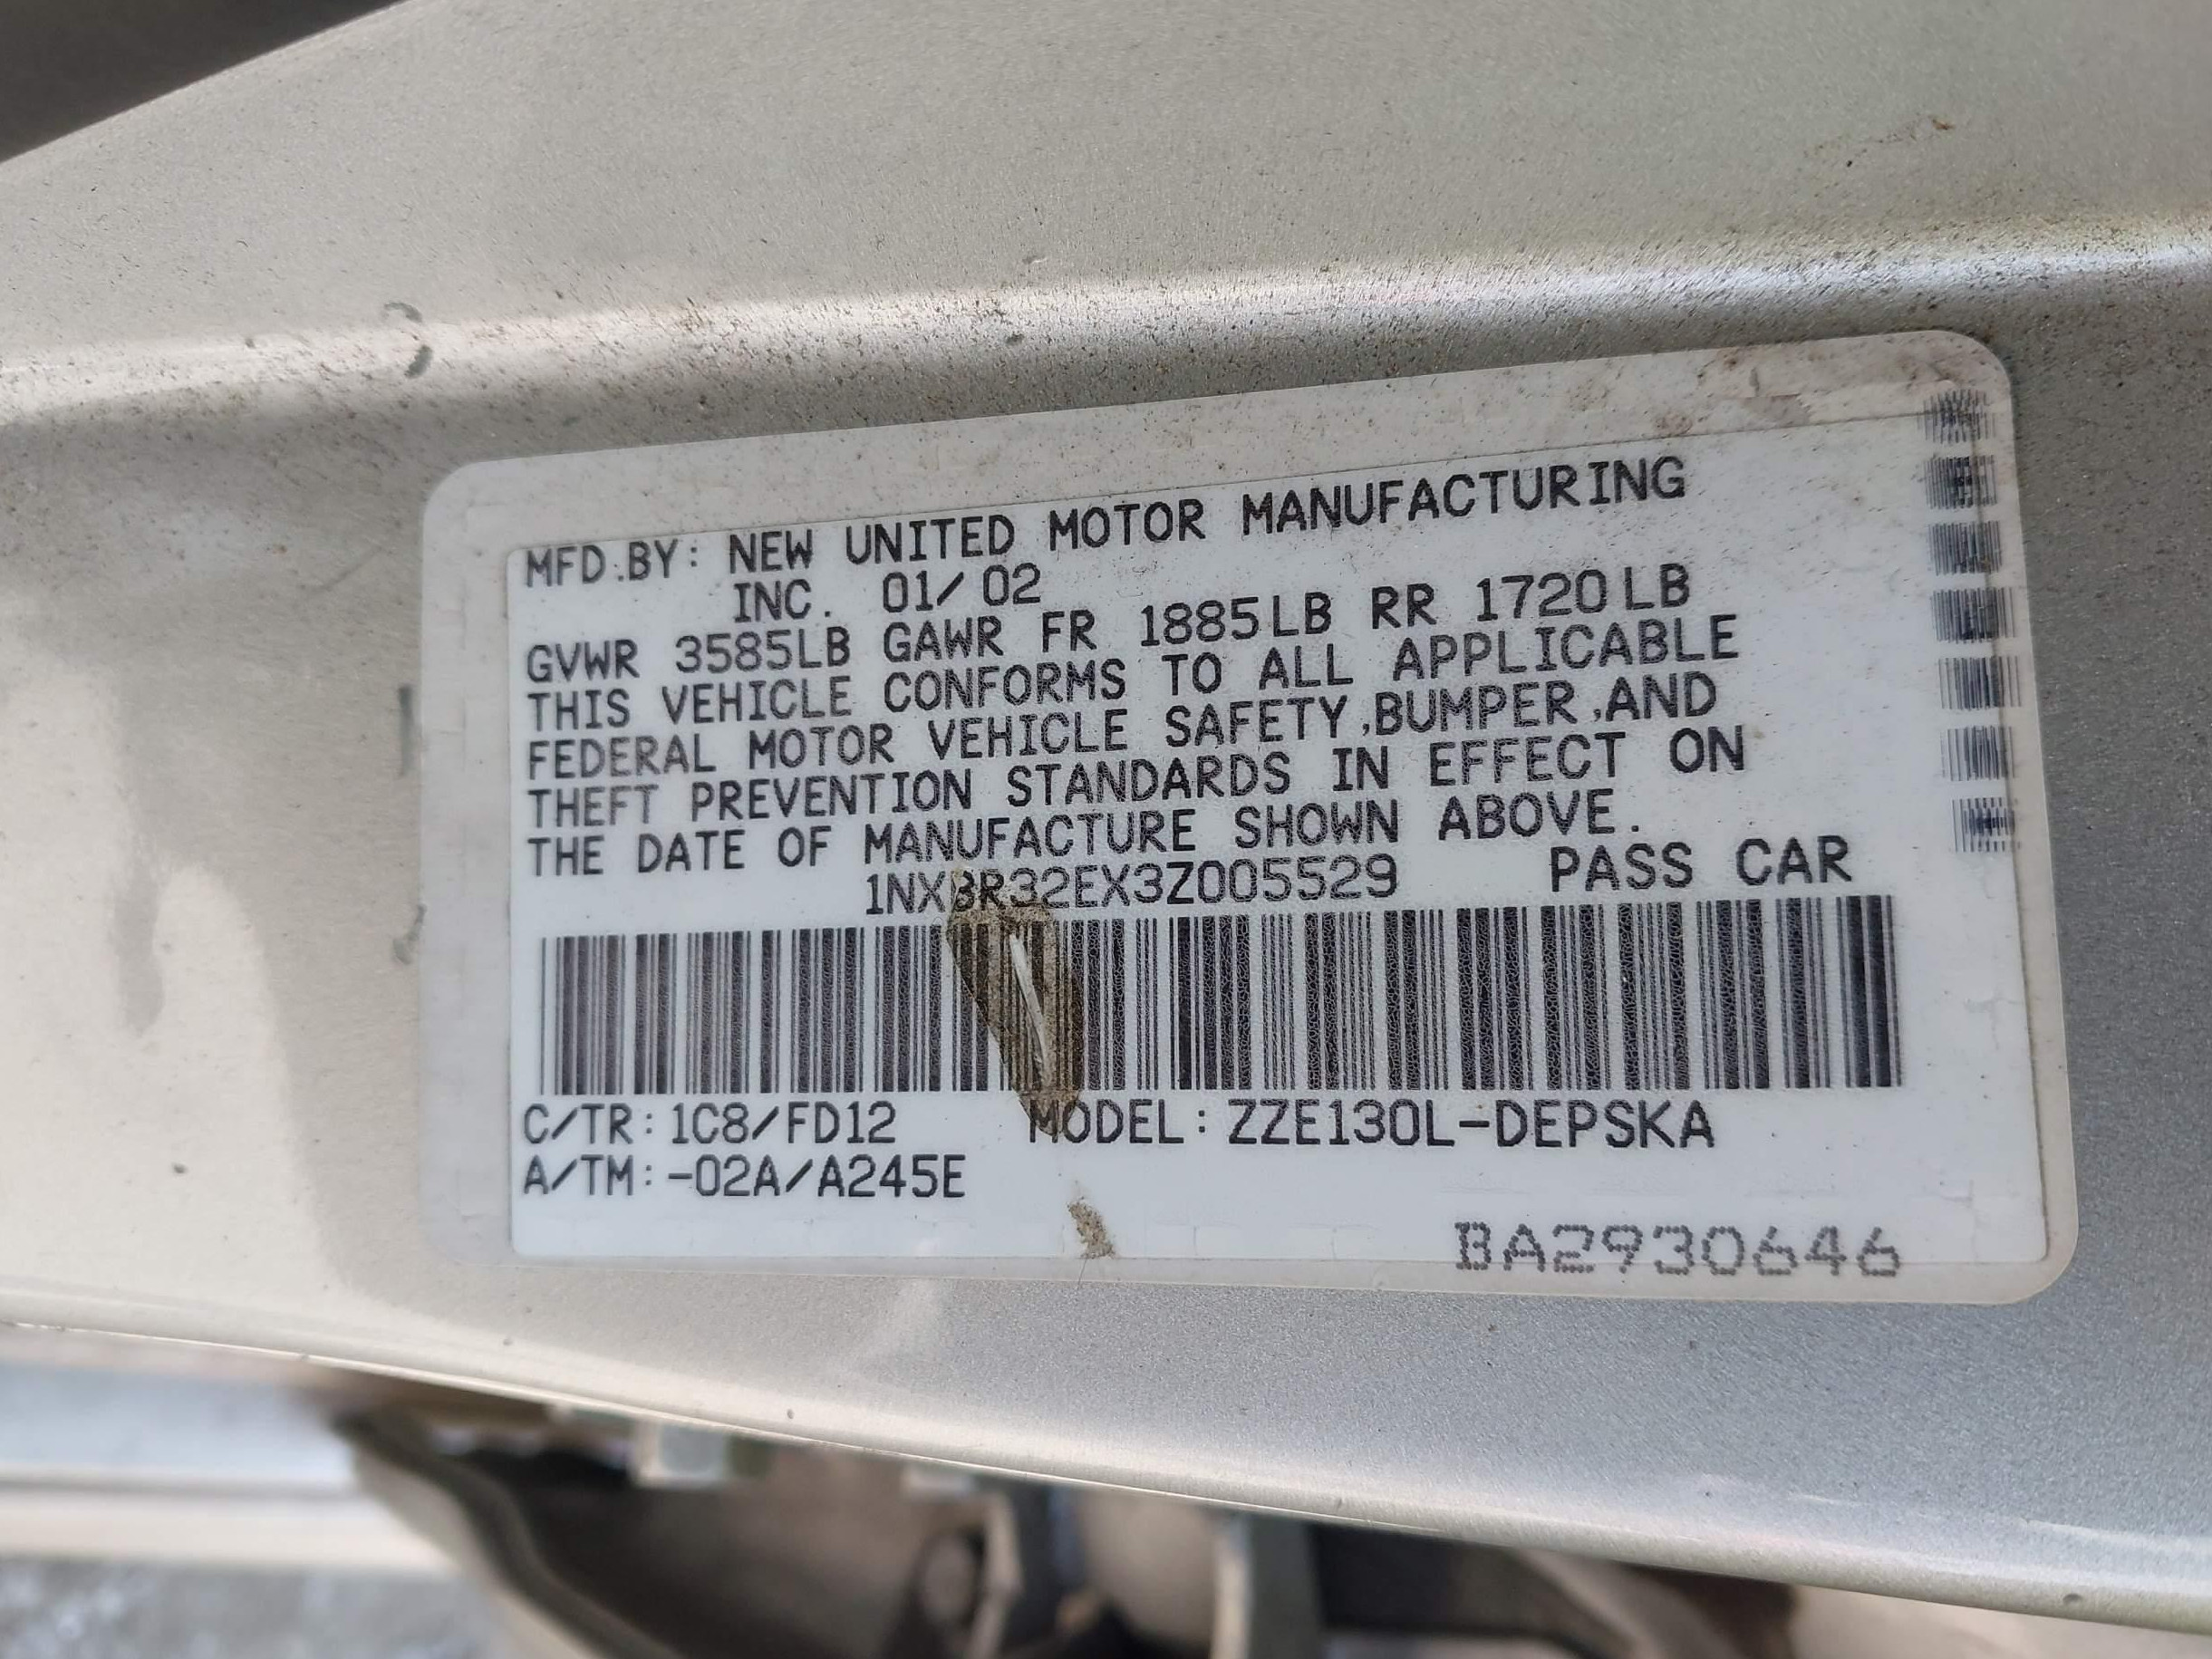 MFD.BY: NEW UNITED MOTOR MANUFACTURING
INC. 01/02
GVWR 3585LB GAWR FR 1885LB RR 1720LB
THIS VEHICLE CONFORMS TO ALL APPLICABLE
FEDERAL MOTOR VEHICLE SAFETY,BUMPER,AND
THEFT PREVENTION STANDARDS IN EFFECT ON
THE DATE OF MANUFACTURE SHOWN ABOVE.
1NXBR32EX3Z005529 PASS CAR
C/TR: 1C8/FD12 MODEL: ZZE130L-DEPSKA
A/TM: -02A/A245E
BA2930646